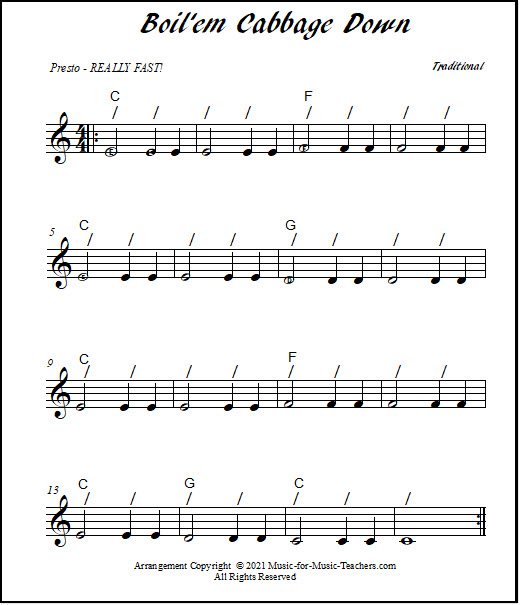 Boil'em Cabbage Down
Presto - REALLY FAST!
Traditional
C F
5
C G
9
C F
13
C G C
Arrangement Copyright © 2021 Music-for-Music-Teachers.com
All Rights Reserved